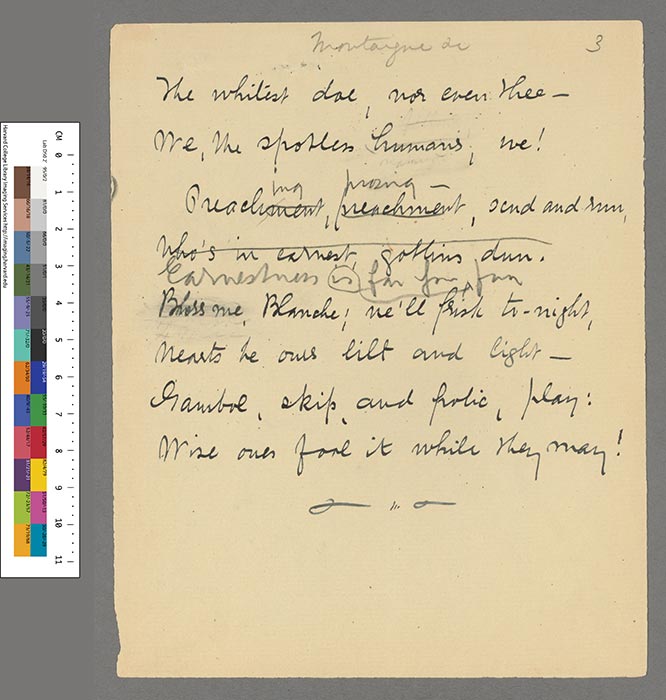 Montaigne &c
3
The whitest doe, nor even thee—
We, the spotless humans, we!
ing prosing —
Preachment, preachment, scud and run,
Who's in earnest, goblins dun.
Earnestness is far from fun
Bless me, Blanche; we'll frisk to-night,
Hearts be ours lilt and light—
Gambol, skip, and frolic, play:
Wise ones fool it while they may!
CM 0 1 2 3 4 5 6 7 8 9 10 11
Harvard College Library Imaging Services http://imaging.harvard.edu